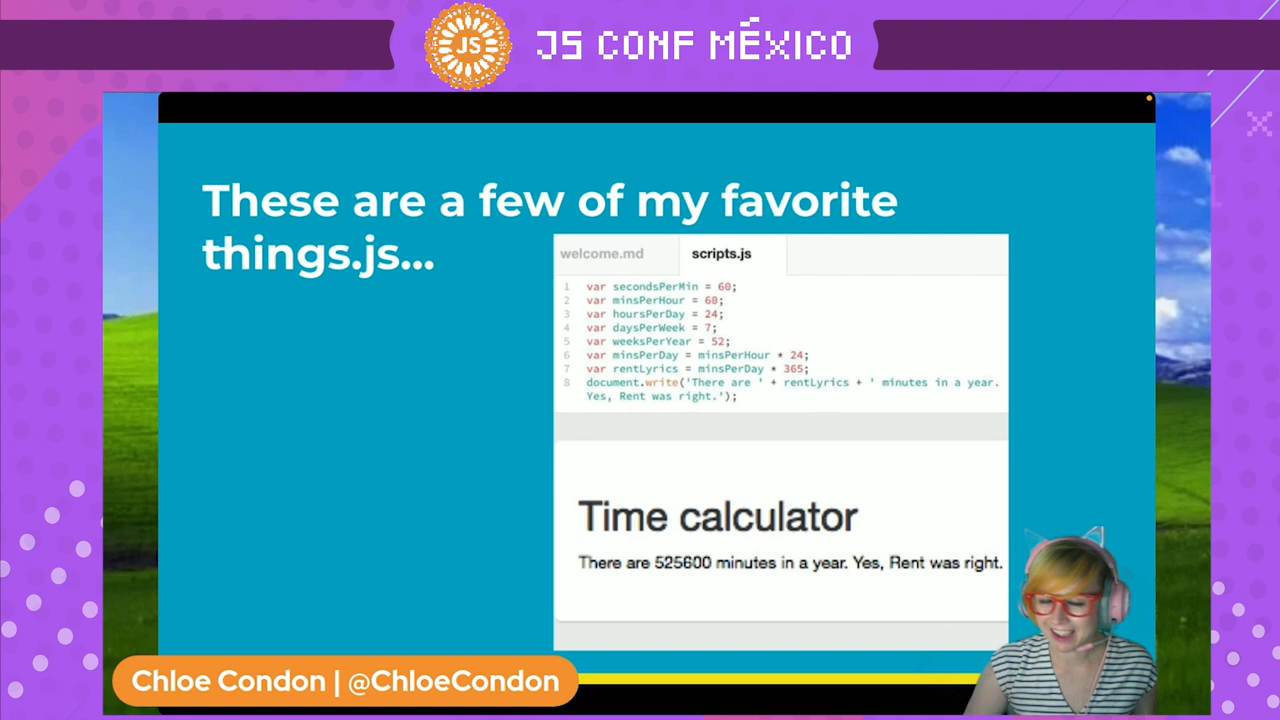 JS
JS CONF MÉXICO
These are a few of my favorite
things.js...
welcome.md scripts.js
1 var secondsPerMin = 60;
2 var minsPerHour = 60;
3 var hoursPerDay = 24;
4 var daysPerWeek = 7;
5 var weeksPerYear = 52;
6 var minsPerDay = minsPerHour * 24;
7 var rentLyrics = minsPerDay * 365;
8 document.write('There are ' + rentLyrics + ' minutes in a year.
Yes, Rent was right.');
Time calculator
There are 525600 minutes in a year. Yes, Rent was right.
Chloe Condon | @ChloeCondon